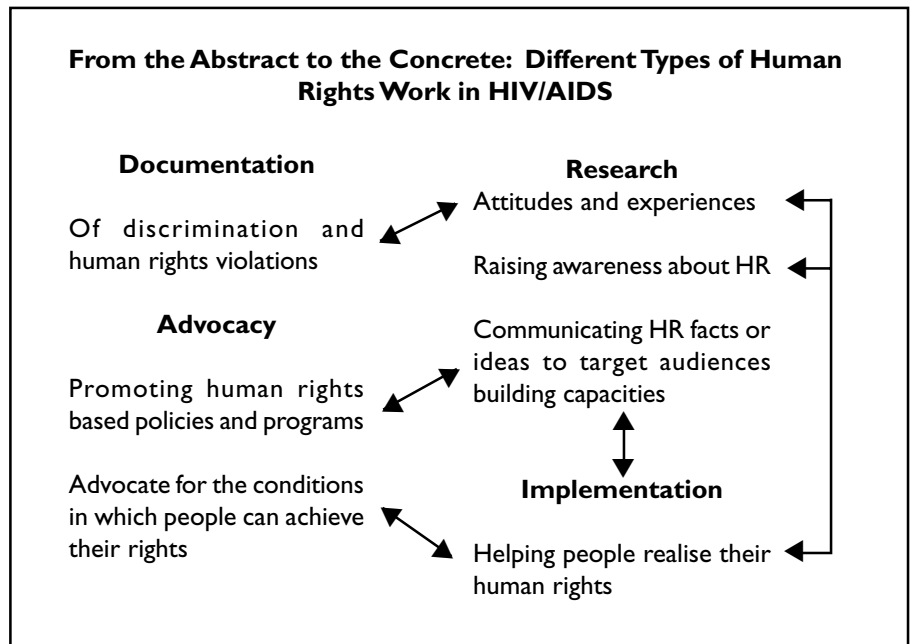 From the Abstract to the Concrete: Different Types of Human
Rights Work in HIV/AIDS
Documentation
Of discrimination and
human rights violations
Advocacy
Promoting human rights
based policies and programs
Advocate for the conditions
in which people can achieve
their rights
Research
Attitudes and experiences
Raising awareness about HR
Communicating HR facts or
ideas to target audiences
building capacities
Implementation
Helping people realise their
human rights